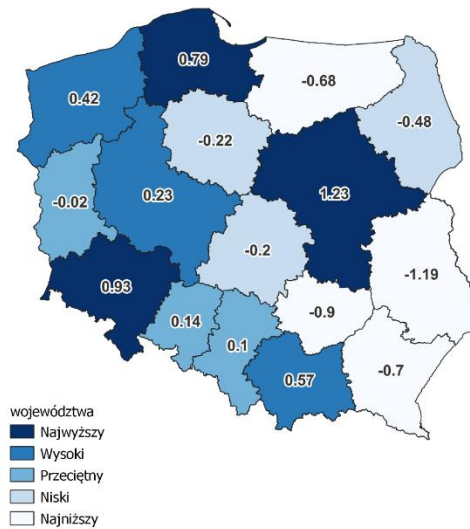 0.79
0.42
-0.68
-0.48
-0.22
0.23
1.23
-0.02
-0.2
-1.19
0.93
-0.9
0.14
0.1
-0.7
0.57
województwa
Najwyższy
Wysoki
Przeciętny
Niski
Najniższy